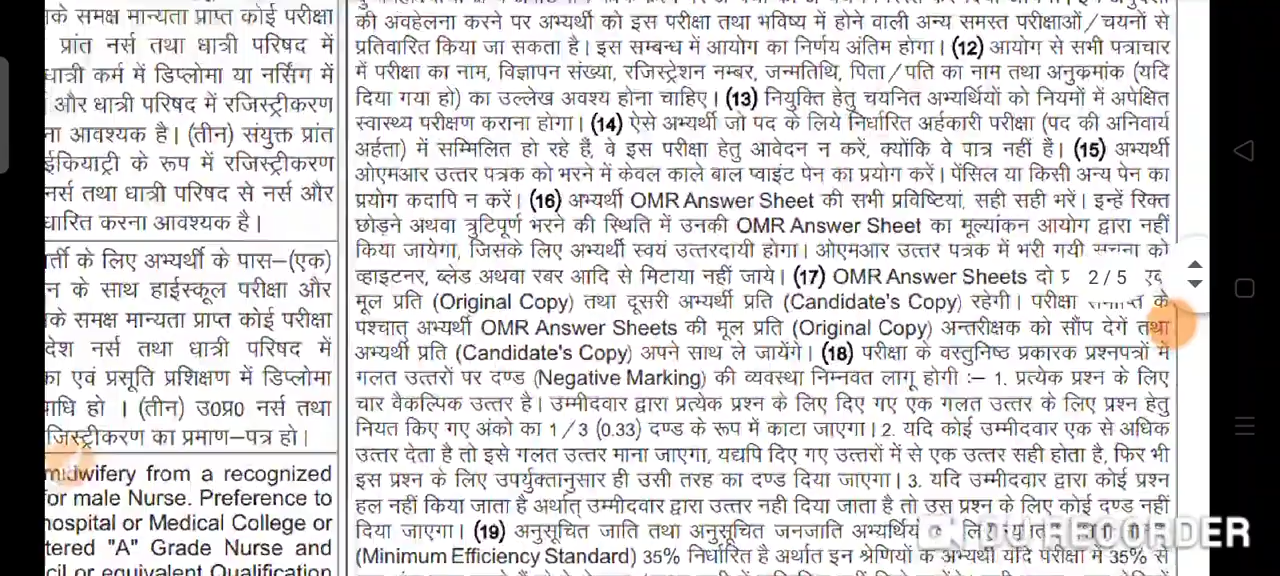 के समक्ष मान्यता प्राप्त कोई परीक्षा
प्रांत नर्स तथा धात्री परिषद में
धात्री कर्म में डिप्लोमा या नर्सिंग में
और धात्री परिषद में रजिस्ट्रीकरण
ना आवश्यक है। (तीन) संयुक्त प्रांत
ईकियाट्री के रूप में रजिस्ट्रीकरण
नर्स तथा धात्री परिषद से नर्स और
धारित करना आवश्यक है।
र्ती के लिए अभ्यर्थी के पास–(एक)
न के साथ हाईस्कूल परीक्षा और
के समक्ष मान्यता प्राप्त कोई परीक्षा
देश नर्स तथा धात्री परिषद में
का एवं प्रसूति प्रशिक्षण में डिप्लोमा
ाधि हो । (तीन) उ0प्र0 नर्स तथा
जिस्ट्रीकरण का प्रमाण–पत्र हो।
midwifery from a recognized
for male Nurse. Preference to
hospital or Medical College or
tered "A" Grade Nurse and
cil or equivalent Qualification
की अवहेलना करने पर अभ्यर्थी को इस परीक्षा तथा भविष्य में होने वाली अन्य समस्त परीक्षाओं/चयनों से
प्रतिवारित किया जा सकता है। इस सम्बन्ध में आयोग का निर्णय अंतिम होगा। (12) आयोग से सभी पत्राचार
में परीक्षा का नाम, विज्ञापन संख्या, रजिस्ट्रेशन नम्बर, जन्मतिथि, पिता/पति का नाम तथा अनुक्रमांक (यदि
दिया गया हो) का उल्लेख अवश्य होना चाहिए। (13) नियुक्ति हेतु चयनित अभ्यर्थियों को नियमों में अपेक्षित
स्वास्थ्य परीक्षण कराना होगा। (14) ऐसे अभ्यर्थी जो पद के लिये निर्धारित अर्हकारी परीक्षा (पद की अनिवार्य
अर्हता) में सम्मिलित हो रहे हैं, वे इस परीक्षा हेतु आवेदन न करें, क्योंकि वे पात्र नहीं हैं। (15) अभ्यर्थी
ओएमआर उत्तर पत्रक को भरने में केवल काले बाल प्वाइंट पेन का प्रयोग करें। पेंसिल या किसी अन्य पेन का
प्रयोग कदापि न करें। (16) अभ्यर्थी OMR Answer Sheet की सभी प्रविष्टियां, सही सही भरें। इन्हें रिक्त
छोड़ने अथवा त्रुटिपूर्ण भरने की स्थिति में उनकी OMR Answer Sheet का मूल्यांकन आयोग द्वारा नहीं
किया जायेगा, जिसके लिए अभ्यर्थी स्वयं उत्तरदायी होगा। ओएमआर उत्तर पत्रक में भरी गयी सूचना को
व्हाइटनर, ब्लेड अथवा रबर आदि से मिटाया नहीं जाये। (17) OMR Answer Sheets दो 2/5
मूल प्रति (Original Copy) तथा दूसरी अभ्यर्थी प्रति (Candidate's Copy) रहेगी। परीक्षा समाप्ति के
पश्चात् अभ्यर्थी OMR Answer Sheets की मूल प्रति (Original Copy) अन्तरीक्षक को सौंप देगें तथा
अभ्यर्थी प्रति (Candidate's Copy) अपने साथ ले जायेंगे। (18) परीक्षा के वस्तुनिष्ठ प्रकारक प्रश्नपत्रों में
गलत उत्तरों पर दण्ड (Negative Marking) की व्यवस्था निम्नवत लागू होगी :– 1. प्रत्येक प्रश्न के लिए
चार वैकल्पिक उत्तर है। उम्मीदवार द्वारा प्रत्येक प्रश्न के लिए दिए गए एक गलत उत्तर के लिए प्रश्न हेतु
नियत किए गए अंको का 1/3 (0.33) दण्ड के रूप में काटा जाएगा। 2. यदि कोई उम्मीदवार एक से अधिक
उत्तर देता है तो इसे गलत उत्तर माना जाएगा, यद्यपि दिए गए उत्तरों में से एक उत्तर सही होता है, फिर भी
इस प्रश्न के लिए उपर्युक्तानुसार ही उसी तरह का दण्ड दिया जाएगा। 3. यदि उम्मीदवार द्वारा कोई प्रश्न
हल नहीं किया जाता है अर्थात् उम्मीदवार द्वारा उत्तर नही दिया जाता है तो उस प्रश्न के लिए कोई दण्ड नहीं
दिया जाएगा। (19) अनुसूचित जाति तथा अनुसूचित जनजाति
DU RECORDER
(Minimum Efficiency Standard) 35% निर्धारित है अर्थात इन श्रेणियों के अभ्यर्थी यदि परीक्षा में 35% से